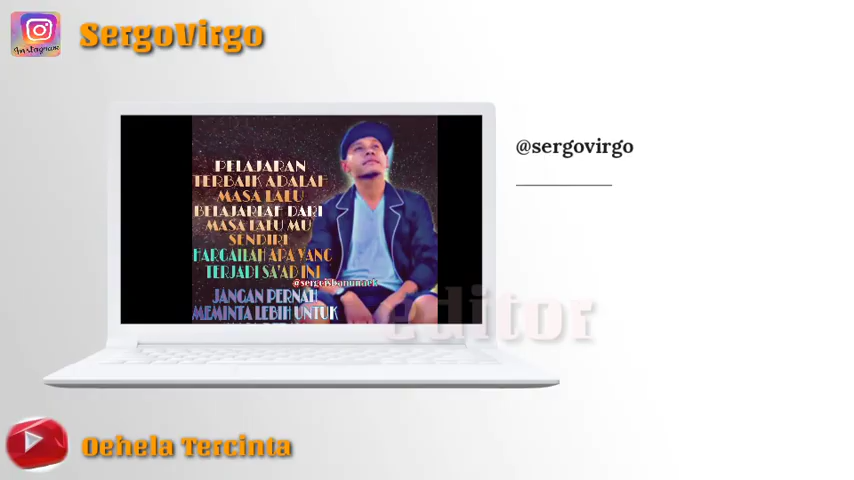 Instagram
SergoVirgo
@sergovirgo
PELAJARAN
TERBAIK ADALAH
MASA LALU
BELAJARLAH DARI
MASA LALU MU
SENDIRI
HARGAILAH APA YANG
TERJADI SA'AD INI
JANGAN PERNAH
MEMINTA LEBIH UNTUK
editor
Oehela Tercinta